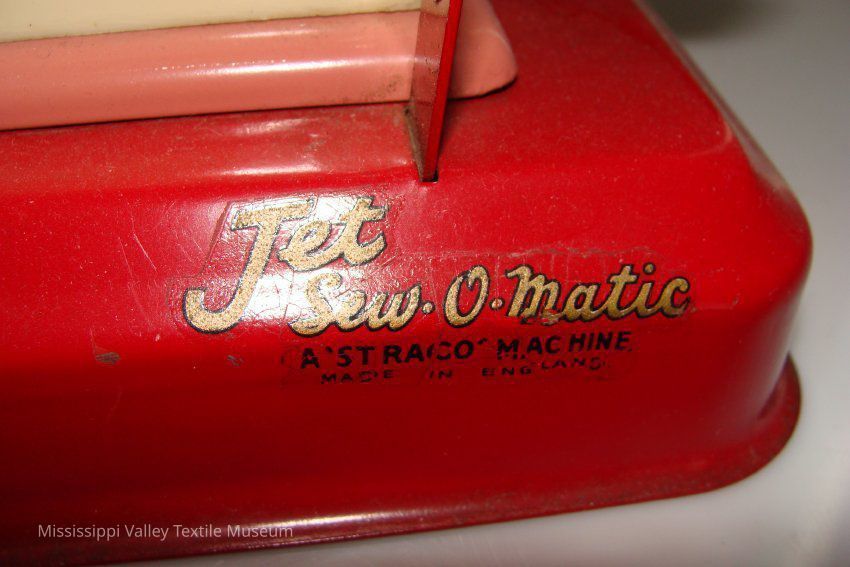 Jet
Sew-O-Matic
A 'STRACO' MACHINE
MADE IN ENGLAND.
Mississippi Valley Textile Museum